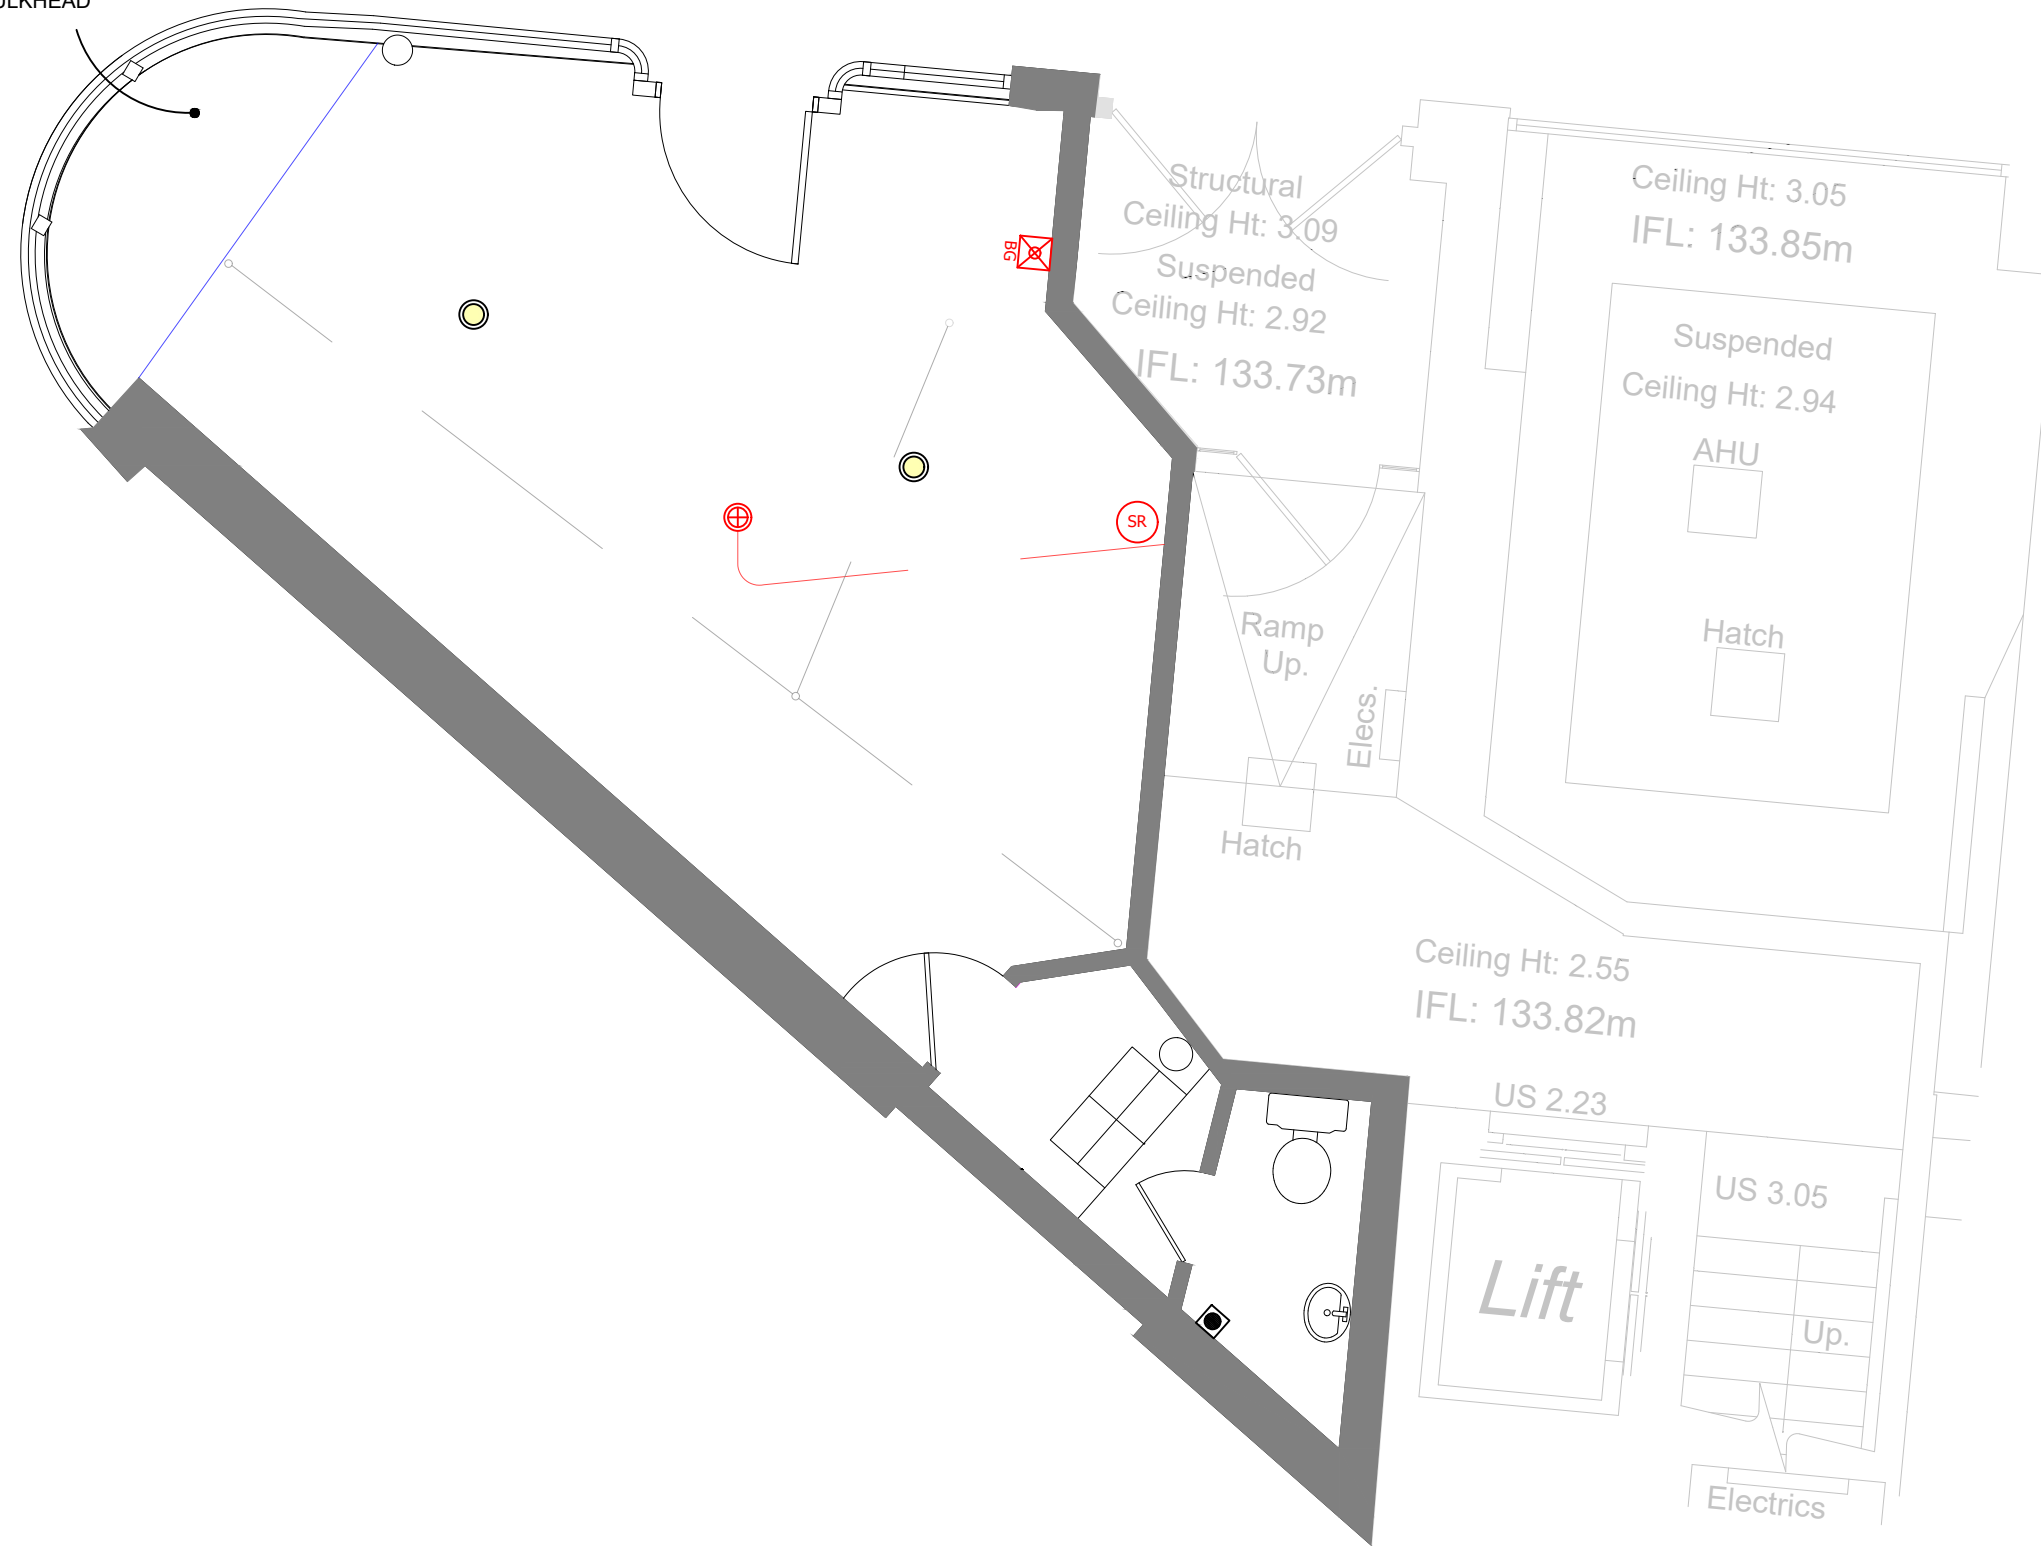 Structural
Ceiling Ht: 3.09
Suspended
Ceiling Ht: 2.92
IFL: 133.73m
Ceiling Ht: 3.05
IFL: 133.85m
BG
Suspended
Ceiling Ht: 2.94
AHU
SR
Ramp
Up.
Hatch
Elecs.
Hatch
Ceiling Ht: 2.55
IFL: 133.82m
US 2.23
US 3.05
Lift
Up.
Electrics